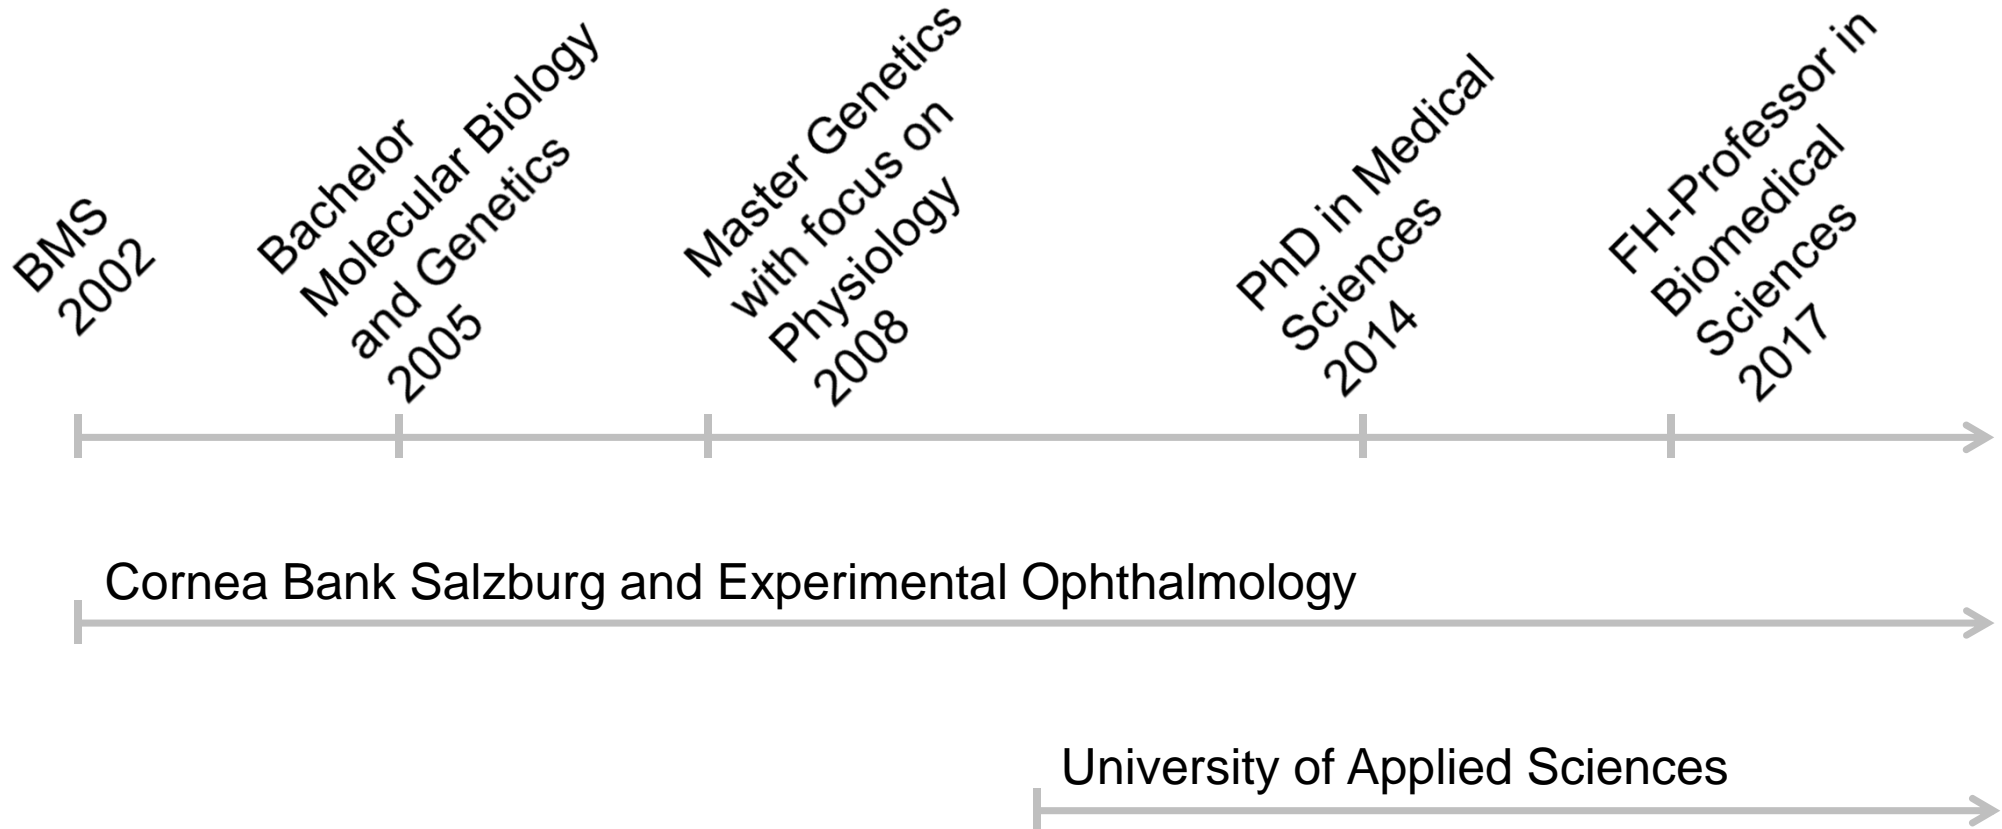 BMS
2002
Bachelor
Molecular Biology
and Genetics
2005
Master Genetics
with focus on
Physiology
2008
PhD in Medical
Sciences
2014
FH-Professor in
Biomedical
Sciences
2017
Cornea Bank Salzburg and Experimental Ophthalmology
University of Applied Sciences